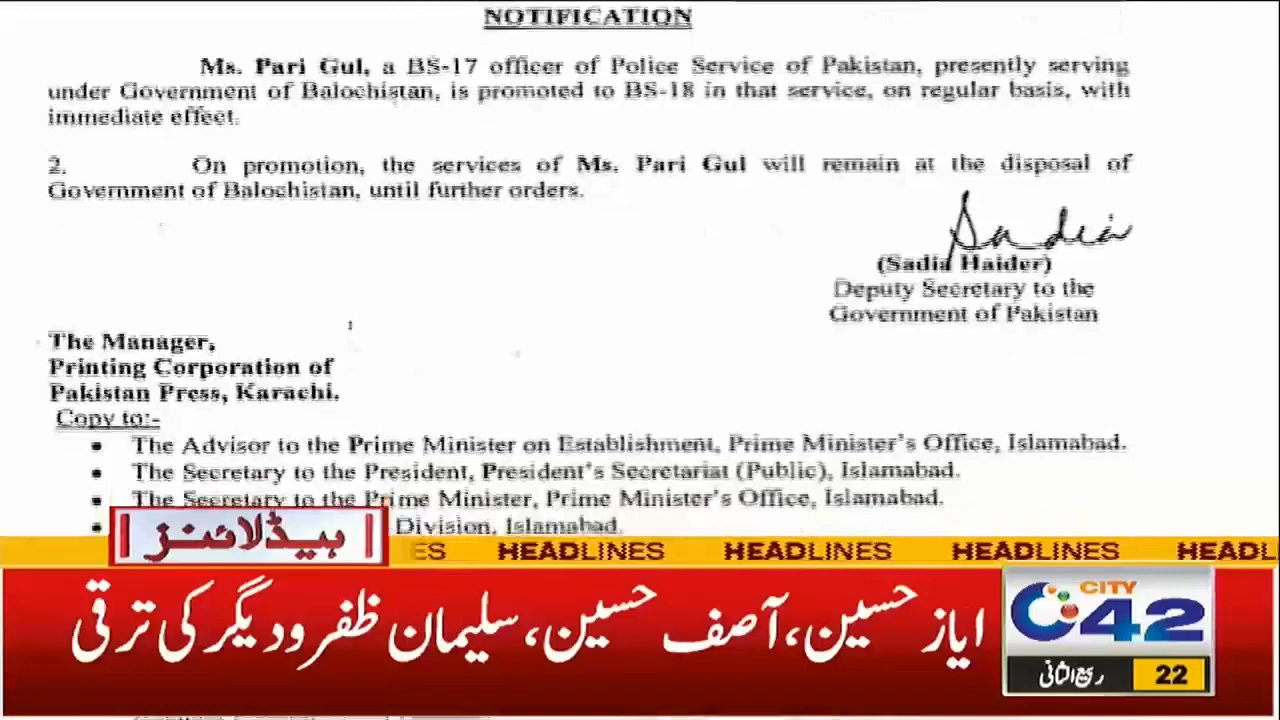 NOTIFICATION
Ms. Pari Gul, a BS-17 officer of Police Service of Pakistan, presently serving
under Government of Balochistan, is promoted to BS-18 in that service, on regular basis, with
immediate effect.
2. On promotion, the services of Ms. Pari Gul will remain at the disposal of
Government of Balochistan, until further orders.
Sadia
(Sadia Haider)
Deputy Secretary to the
Government of Pakistan
The Manager,
Printing Corporation of
Pakistan Press, Karachi.
Copy to:-
• The Advisor to the Prime Minister on Establishment, Prime Minister's Office, Islamabad.
• The Secretary to the President, President's Secretariat (Public), Islamabad.
• The Secretary to the Prime Minister, Prime Minister's Office, Islamabad.
• Division, Islamabad.
ہیڈلائنز
ES HEADLINES HEADLINES HEADLINES HEADL
ایاز حسین، آصف حسین، سلیمان ظفر و دیگر کی ترقی
CITY
42
ربیع الثانی 22